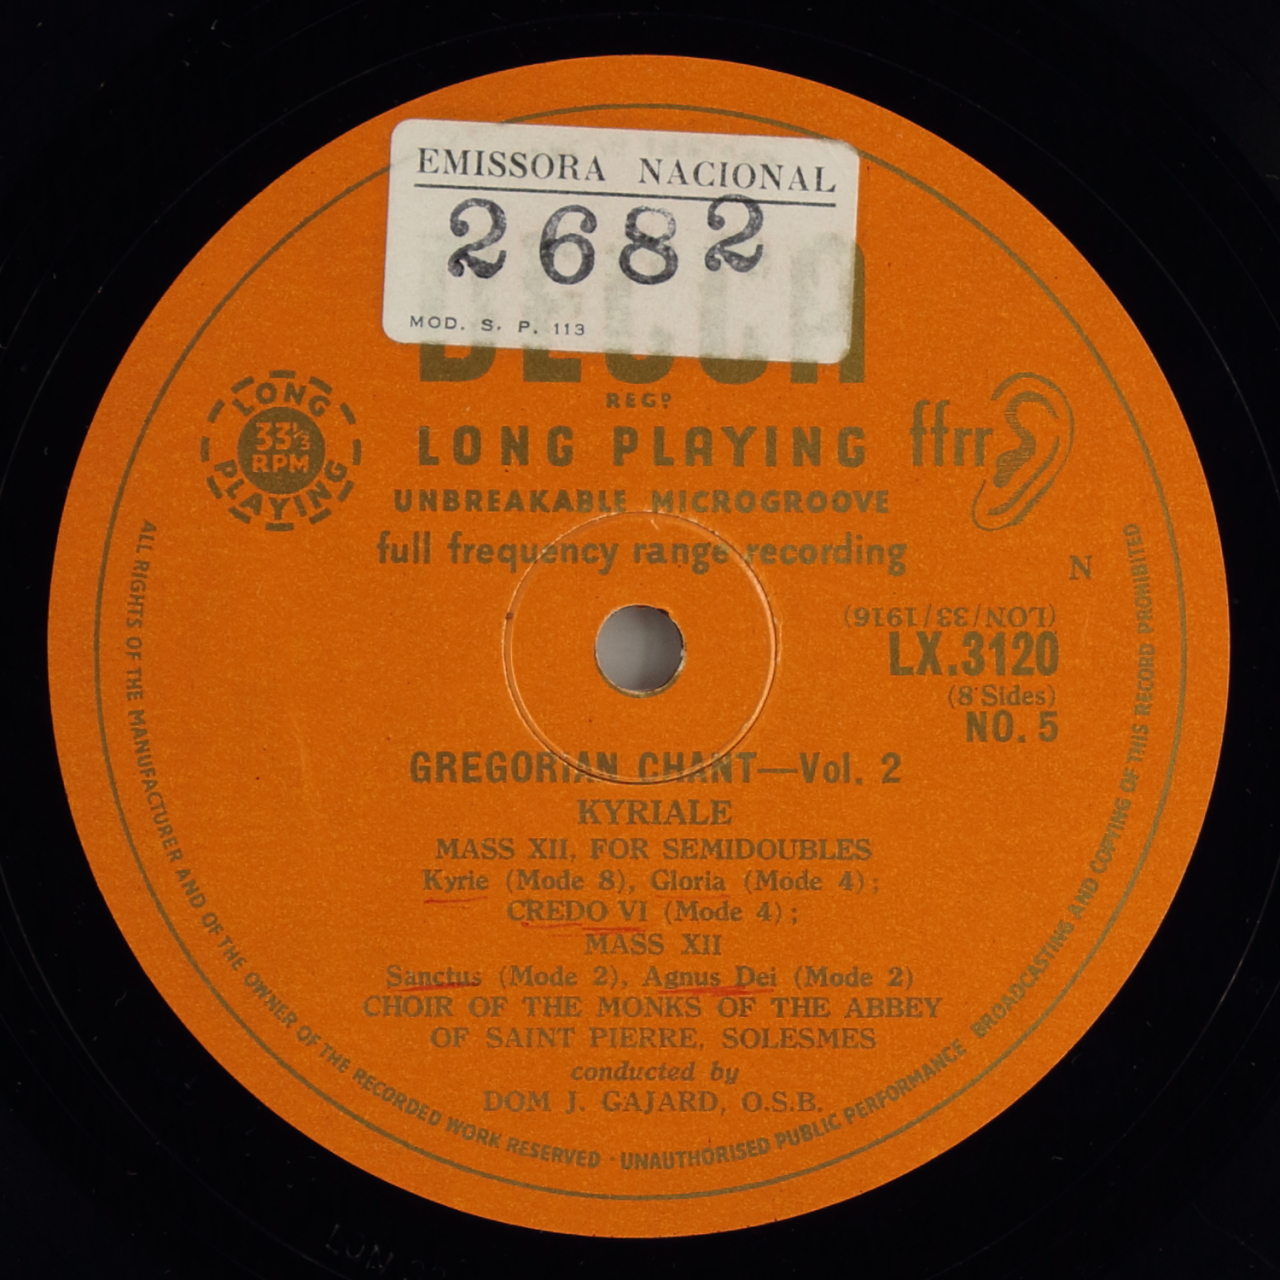 EMISSORA NACIONAL
2682
MOD. S. P. 113
DECCA
REGD
LONG PLAYING
33⅓
RPM
LONG PLAYING
ffrr
UNBREAKABLE MICROGROOVE
full frequency range recording
N
(LON/33/1916)
LX.3120
(8 Sides)
NO. 5
GREGORIAN CHANT—Vol. 2
KYRIALE
MASS XII, FOR SEMIDOUBLES
Kyrie (Mode 8), Gloria (Mode 4);
CREDO VI (Mode 4);
MASS XII
Sanctus (Mode 2), Agnus Dei (Mode 2)
CHOIR OF THE MONKS OF THE ABBEY
OF SAINT PIERRE, SOLESMES
conducted by
DOM J. GAJARD, O.S.B.
ALL RIGHTS OF THE MANUFACTURER AND OF THE OWNER OF THE RECORDED WORK RESERVED · UNAUTHORISED PUBLIC PERFORMANCE BROADCASTING AND COPYING OF THIS RECORD PROHIBITED